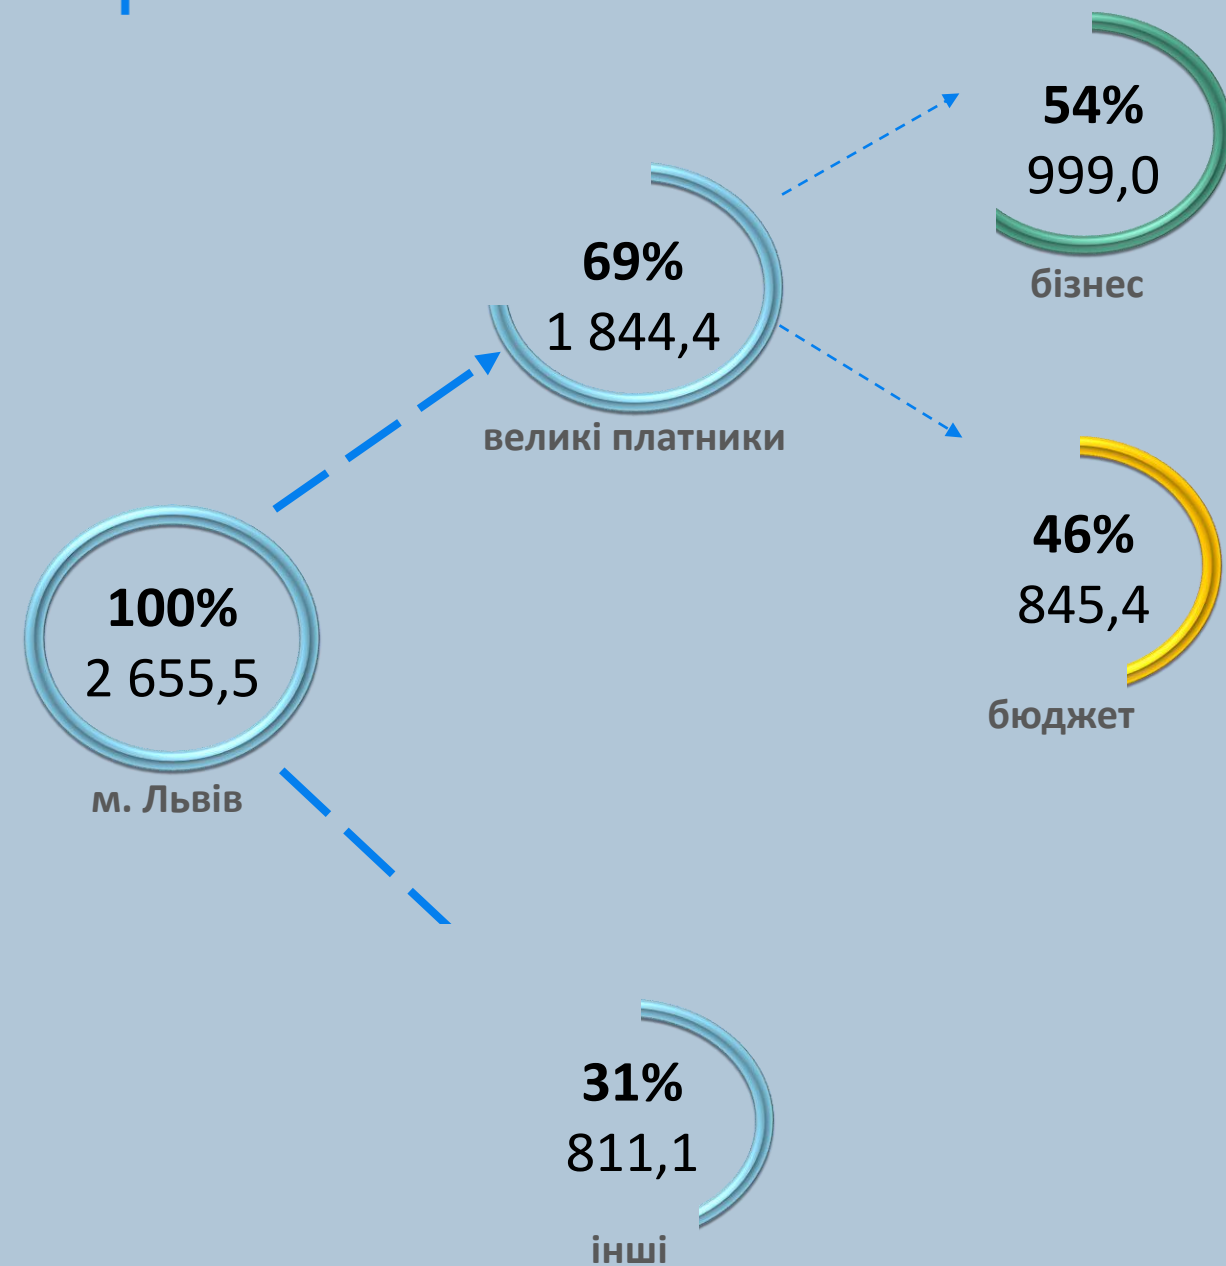 54%
999,0
бізнес
69%
1 844,4
великі платники
46%
845,4
бюджет
100%
2 655,5
м. Львів
31%
811,1
інші